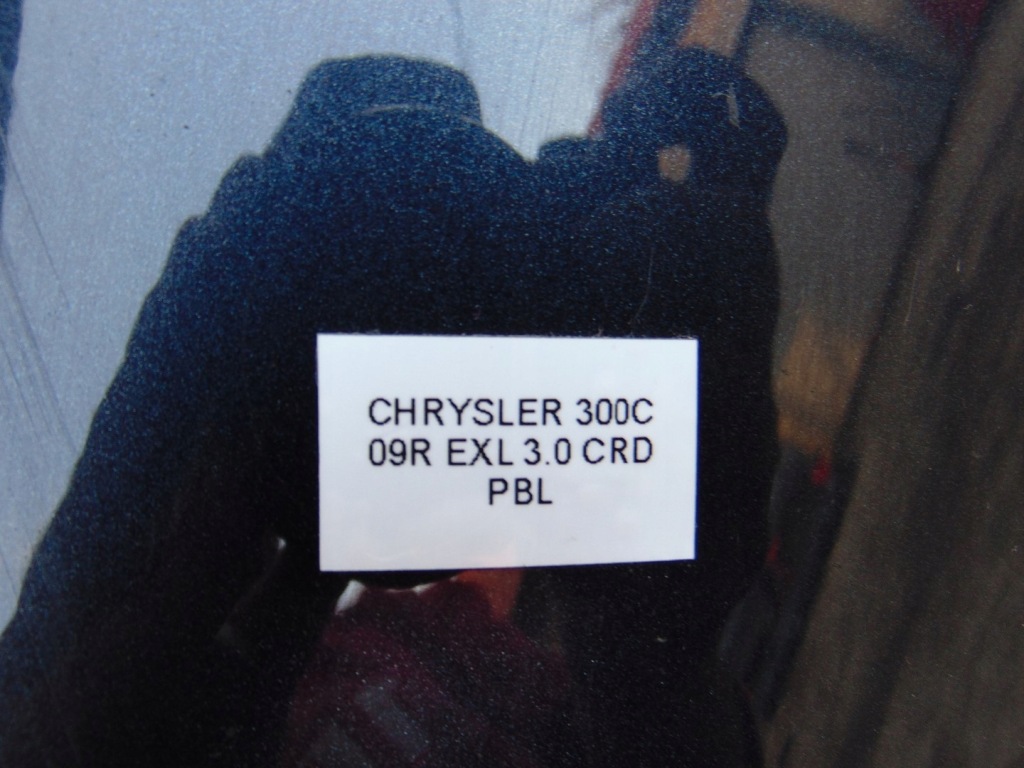 CHRYSLER 300C
09R EXL 3.0 CRD
PBL